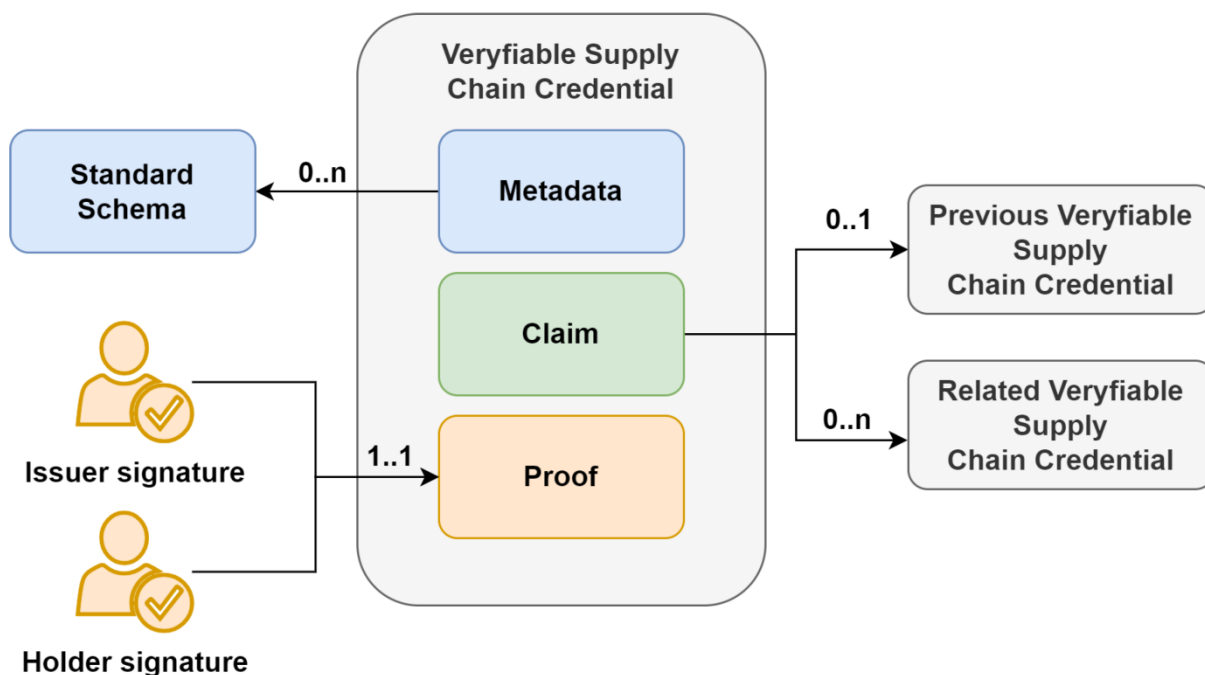 Veryfiable Supply
Chain Credential
Standard
Schema
0..n
Metadata
Claim
Proof
Issuer signature
Holder signature
1..1
0..1
Previous Veryfiable
Supply
Chain Credential
0..n
Related Veryfiable
Supply
Chain Credential